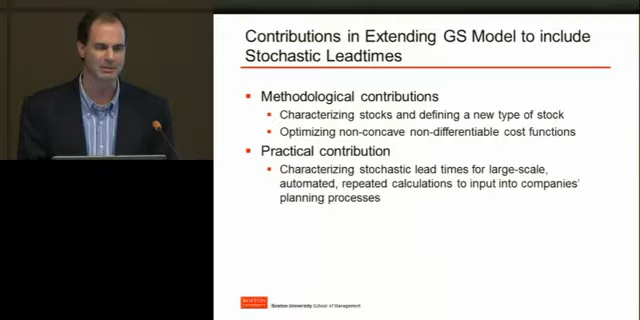 Contributions in Extending GS Model to include
Stochastic Leadtimes
Methodological contributions
Characterizing stocks and defining a new type of stock
Optimizing non-concave non-differentiable cost functions
Practical contribution
Characterizing stochastic lead times for large-scale,
automated, repeated calculations to input into companies'
planning processes
BOSTON
Boston University School of Management